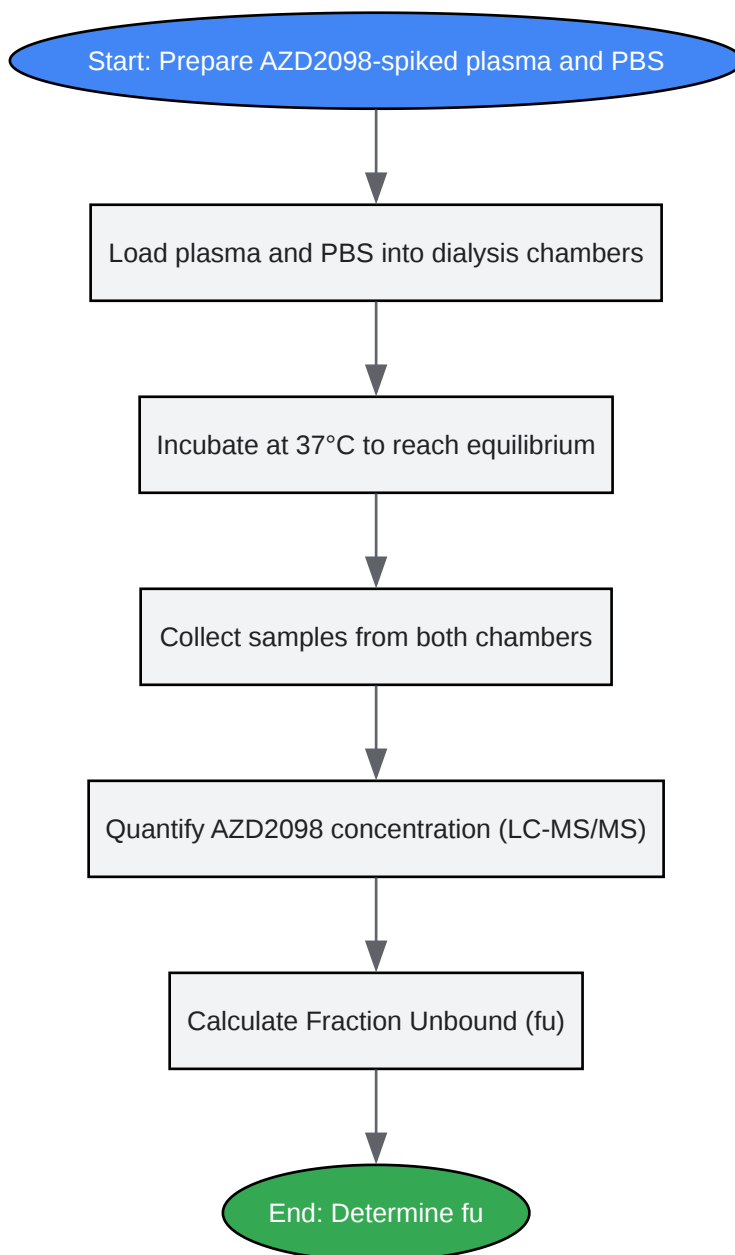 Start: Prepare AZD2098-spiked plasma and PBS
Load plasma and PBS into dialysis chambers
Incubate at 37°C to reach equilibrium
Collect samples from both chambers
Quantify AZD2098 concentration (LC-MS/MS)
Calculate Fraction Unbound (fu)
End: Determine fu